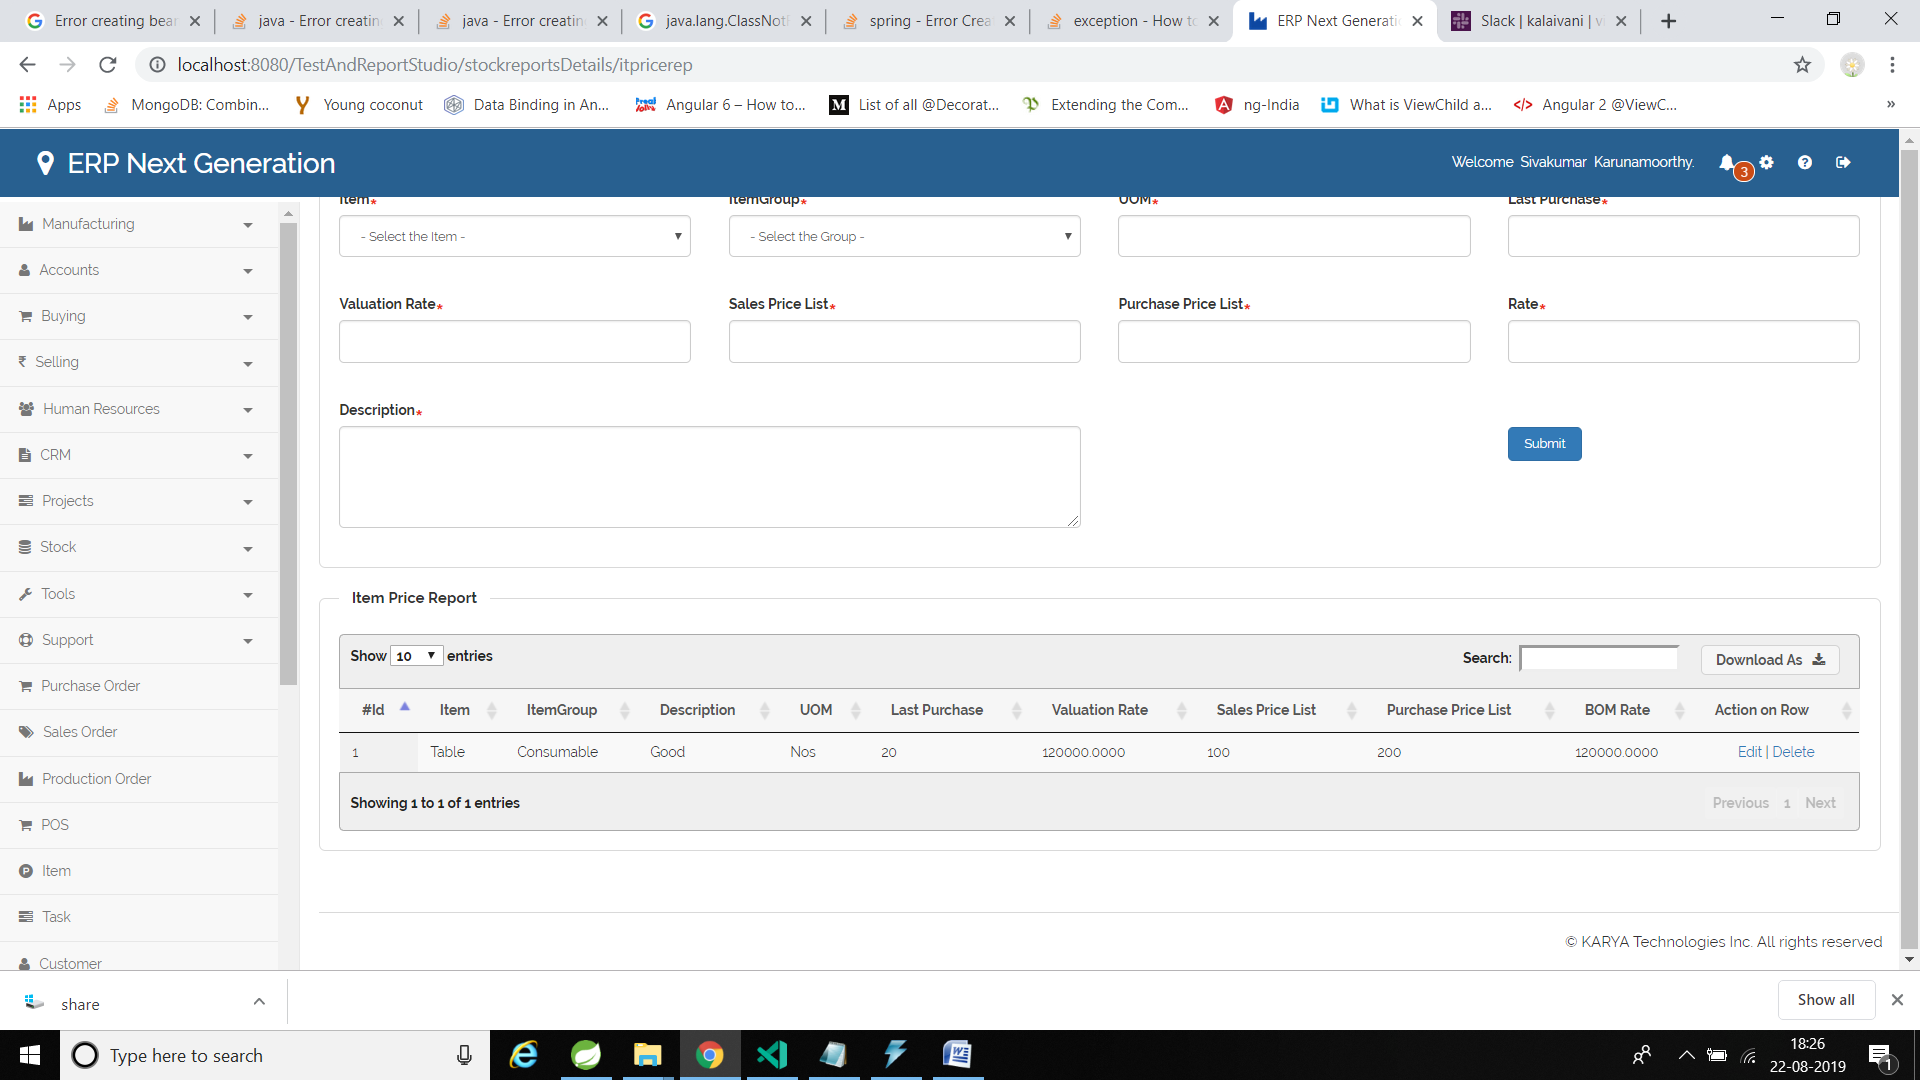 Error creating bear
java - Error creatin
java - Error creatin
java.lang.ClassNotF
spring - Error Crea
exception - How to
ERP Next Generatio
Slack | kalaivani | v
localhost:8080/TestAndReportStudio/stockreportsDetails/itpricerep
Apps
MongoDB: Combin...
Young coconut
Data Binding in An...
Angular 6 – How to...
List of all @Decorat...
Extending the Com...
ng-India
What is ViewChild a...
Angular 2 @ViewC...
»
ERP Next Generation
Welcome Sivakumar Karunamoorthy.
3
Manufacturing
Accounts
Buying
Selling
Human Resources
CRM
Projects
Stock
Tools
Support
Purchase Order
Sales Order
Production Order
POS
Item
Task
Customer
Item* ItemGroup* UOM* Last Purchase*
- Select the Item - - Select the Group -
Valuation Rate* Sales Price List* Purchase Price List* Rate*
Description*
Submit
Item Price Report
Show 10 entries Search: Download As
#Id Item ItemGroup Description UOM Last Purchase Valuation Rate Sales Price List Purchase Price List BOM Rate Action on Row
1 Table Consumable Good Nos 20 120000.0000 100 200 120000.0000 Edit | Delete
Showing 1 to 1 of 1 entries Previous 1 Next
© KARYA Technologies Inc. All rights reserved
share
Show all
Type here to search
18:26
22-08-2019
1